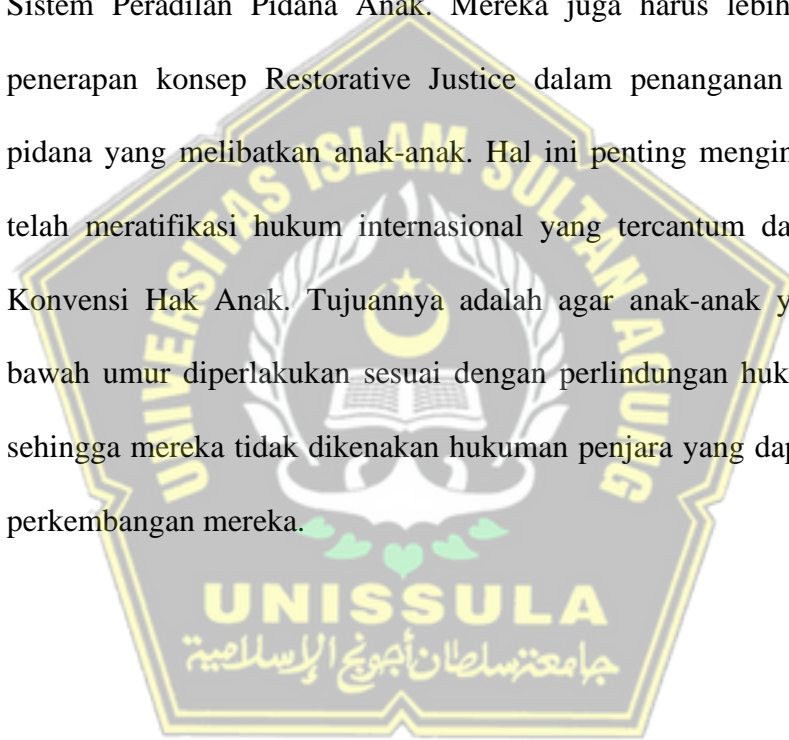 Sistem Peradilan Pidana Anak. Mereka juga harus lebih
penerapan konsep Restorative Justice dalam penanganan
pidana yang melibatkan anak-anak. Hal ini penting mengin
telah meratifikasi hukum internasional yang tercantum da
Konvensi Hak Anak. Tujuannya adalah agar anak-anak y
bawah umur diperlakukan sesuai dengan perlindungan huk
sehingga mereka tidak dikenakan hukuman penjara yang dap
perkembangan mereka.
UNIVERSITAS ISLAM SULTAN AGUNG
UNISSULA
جامعة سلطان أجونج الإسلامية